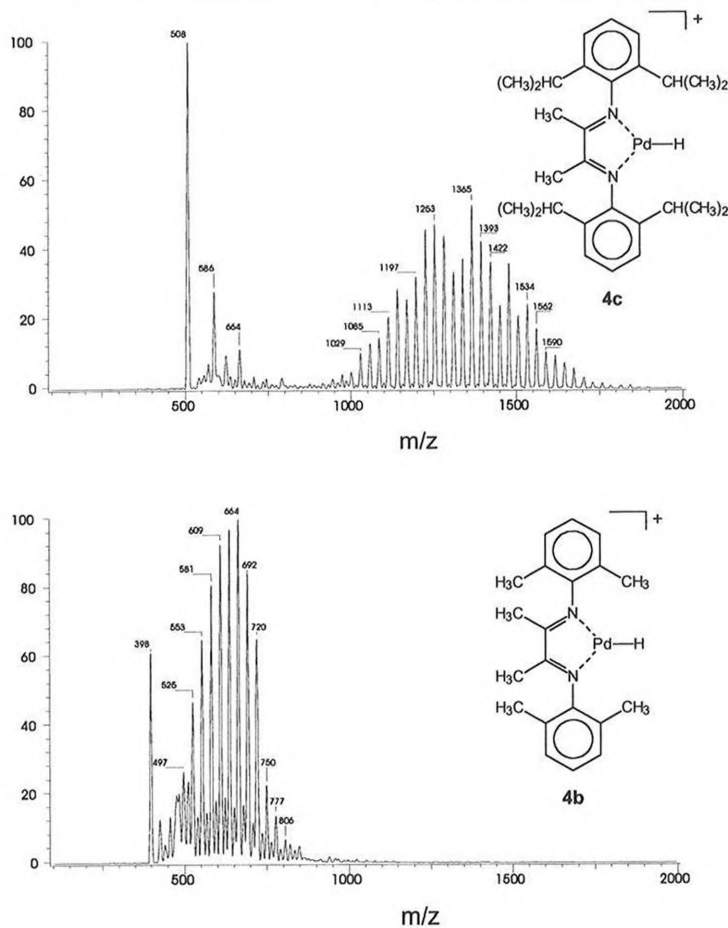 100
80
60
40
20
0
508
586
664
1029
1085
1113
1197
1253
1365
1393
1422
1534
1562
1590
500
1000
1500
2000
m/z
+
(CH₃)₂HC
CH(CH₃)₂
H₃C
N
Pd—H
H₃C
N
(CH₃)₂HC
CH(CH₃)₂
4c
100
80
60
40
20
0
398
497
525
553
581
609
664
692
720
750
777
806
500
1000
1500
2000
m/z
+
H₃C
CH₃
H₃C
N
Pd—H
H₃C
N
H₃C
CH₃
4b